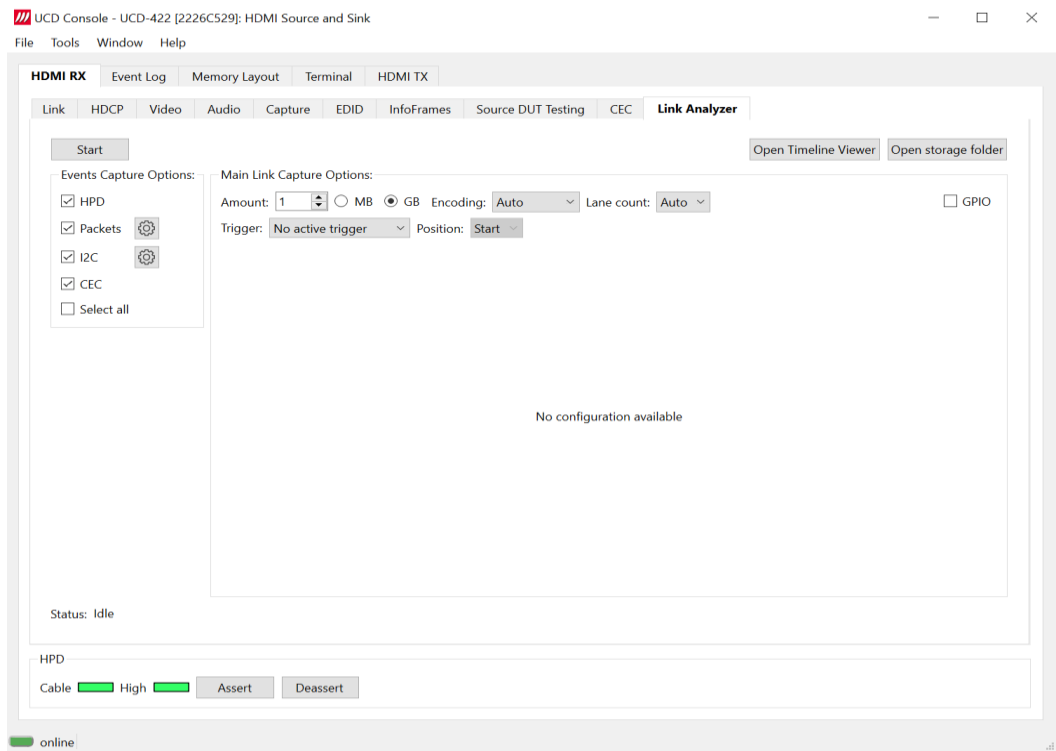 UCD Console - UCD-422 [2226C529]: HDMI Source and Sink
File Tools Window Help
HDMI RX Event Log Memory Layout Terminal HDMI TX
Link HDCP Video Audio Capture EDID InfoFrames Source DUT Testing CEC Link Analyzer
Start Open Timeline Viewer Open storage folder
Events Capture Options: Main Link Capture Options:
HPD Amount: 1 MB GB Encoding: Auto Lane count: Auto GPIO
Packets Trigger: No active trigger Position: Start
I2C
CEC
Select all
No configuration available
Status: Idle
HPD
Cable High Assert Deassert
online